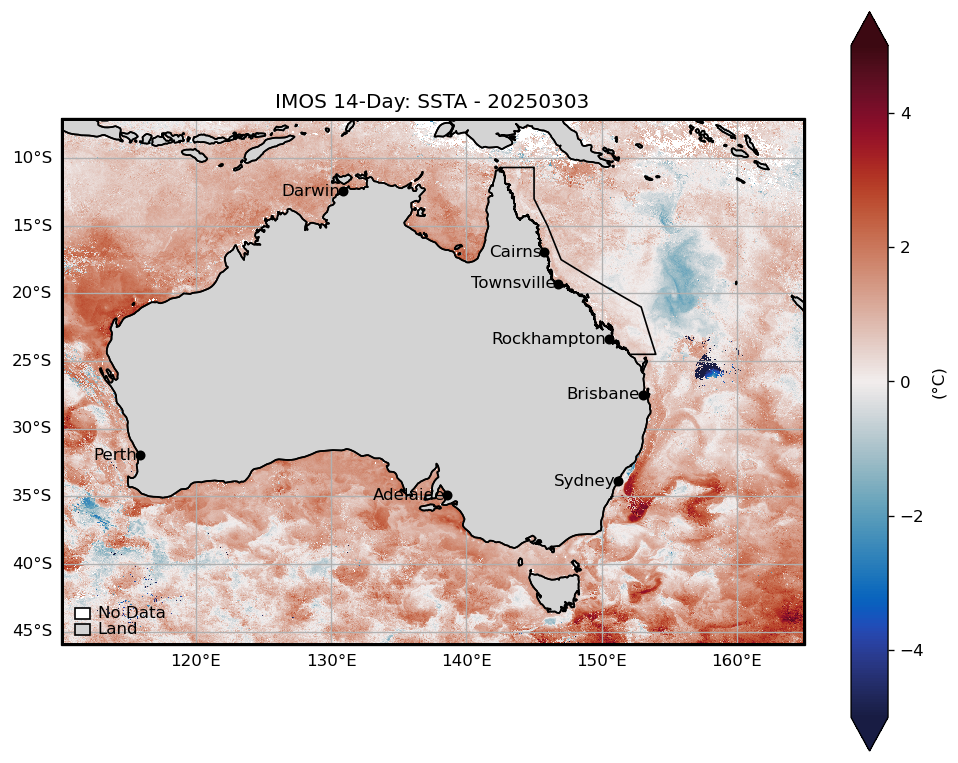 IMOS 14-Day: SSTA - 20250303
10°S
15°S
20°S
25°S
30°S
35°S
40°S
45°S
Darwin
Cairns
Townsville
Rockhampton
Brisbane
Perth
Sydney
Adelaide
No Data
Land
120°E
130°E
140°E
150°E
160°E
4
2
0
−2
−4
(°C)